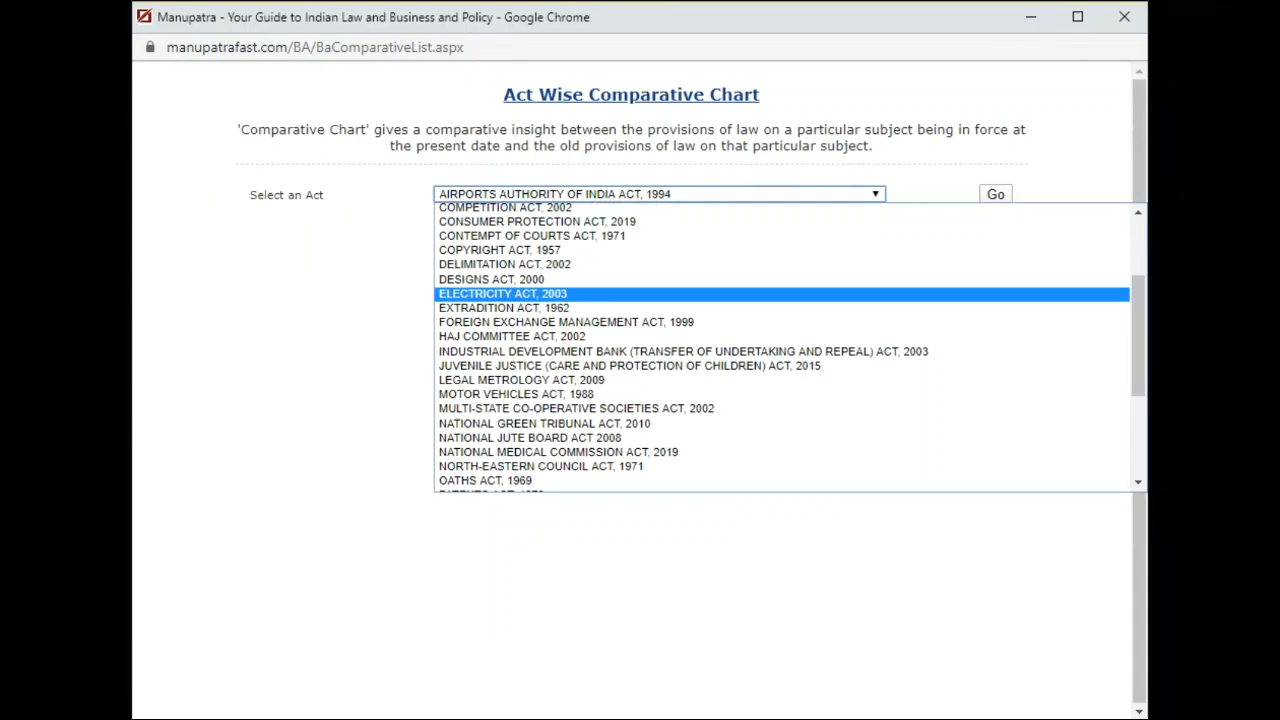 Manupatra - Your Guide to Indian Law and Business and Policy - Google Chrome
manupatrafast.com/BA/BaComparativeList.aspx
Act Wise Comparative Chart
'Comparative Chart' gives a comparative insight between the provisions of law on a particular subject being in force at
the present date and the old provisions of law on that particular subject.
Select an Act
AIRPORTS AUTHORITY OF INDIA ACT, 1994
Go
COMPETITION ACT, 2002
CONSUMER PROTECTION ACT, 2019
CONTEMPT OF COURTS ACT, 1971
COPYRIGHT ACT, 1957
DELIMITATION ACT, 2002
DESIGNS ACT, 2000
ELECTRICITY ACT, 2003
EXTRADITION ACT, 1962
FOREIGN EXCHANGE MANAGEMENT ACT, 1999
HAJ COMMITTEE ACT, 2002
INDUSTRIAL DEVELOPMENT BANK (TRANSFER OF UNDERTAKING AND REPEAL) ACT, 2003
JUVENILE JUSTICE (CARE AND PROTECTION OF CHILDREN) ACT, 2015
LEGAL METROLOGY ACT, 2009
MOTOR VEHICLES ACT, 1988
MULTI-STATE CO-OPERATIVE SOCIETIES ACT, 2002
NATIONAL GREEN TRIBUNAL ACT, 2010
NATIONAL JUTE BOARD ACT 2008
NATIONAL MEDICAL COMMISSION ACT, 2019
NORTH-EASTERN COUNCIL ACT, 1971
OATHS ACT, 1969